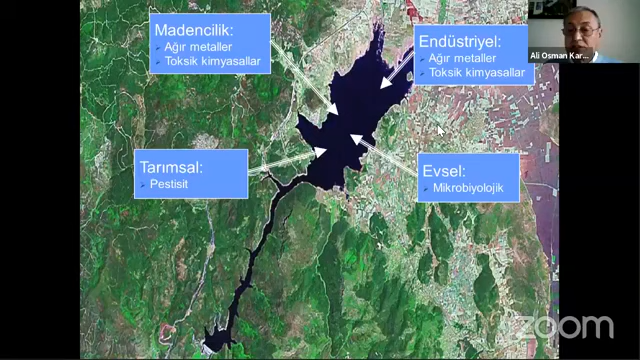 Madencilik:
Ağır metaller
Toksik kimyasallar
Endüstriyel:
Ağır metaller
Toksik kimyasallar
Ali Osman Kar...
Tarımsal:
Pestisit
Evsel:
Mikrobiyolojik
zoom